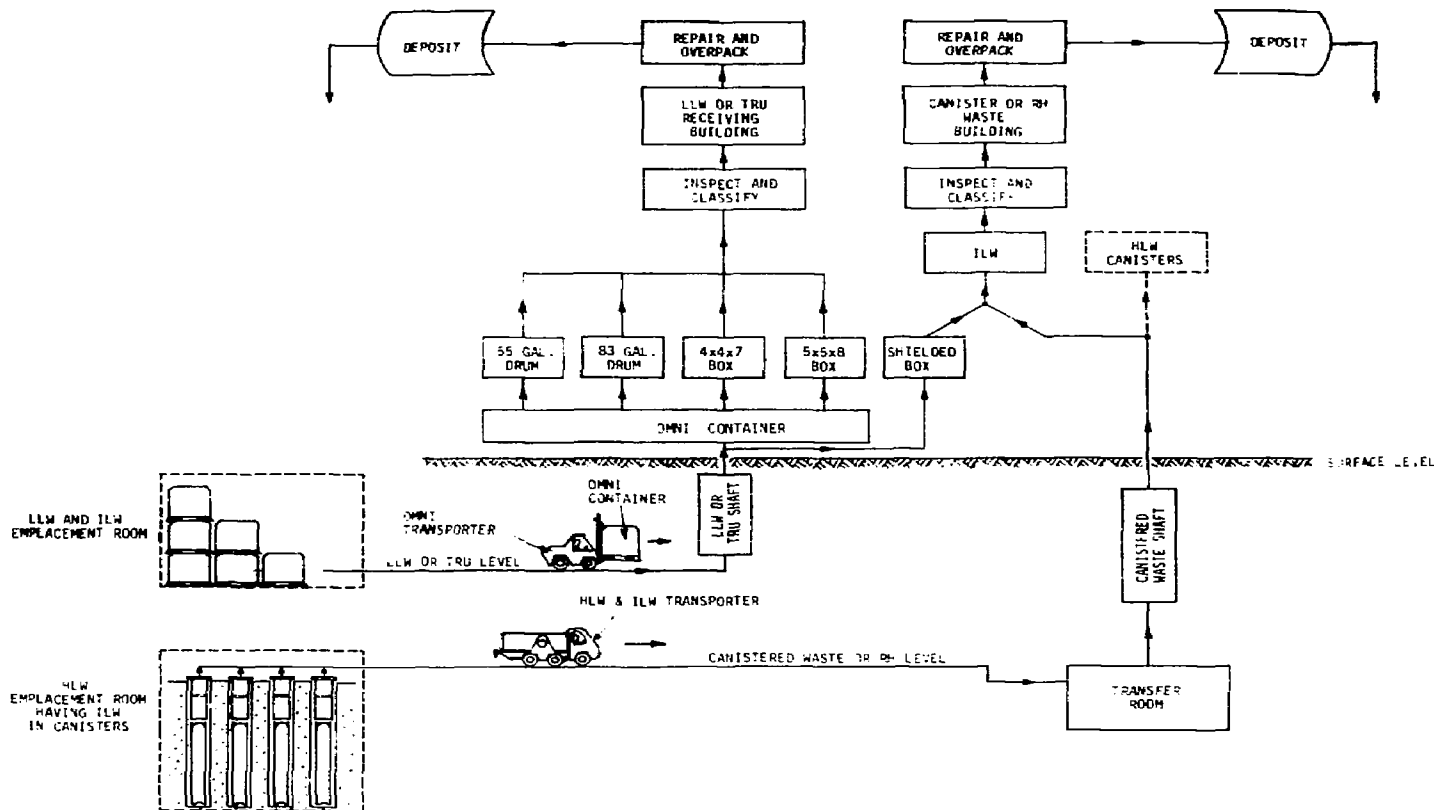 DEPOSIT
REPAIR AND
OVERPACK
REPAIR AND
OVERPACK
DEPOSIT
LLW OR TRU
RECEIVING
BUILDING
CANISTER OR RH
WASTE
BUILDING
INSPECT AND
CLASSIFY
INSPECT AND
CLASSIFY
ILW
HLW
CANISTERS
55 GAL.
DRUM
83 GAL.
DRUM
4x4x7
BOX
5x5x8
BOX
SHIELDED
BOX
OMNI CONTAINER
SURFACE LEVEL
LLW AND ILW
EMPLACEMENT ROOM
OMNI
TRANSPORTER
OMNI
CONTAINER
LLW OR
TRU SHAFT
LLW OR TRU LEVEL
CANISTERED
WASTE SHAFT
HLW & ILW TRANSPORTER
CANISTERED WASTE OR RH LEVEL
HLW
EMPLACEMENT ROOM
HAVING ILW
IN CANISTERS
TRANSFER
ROOM